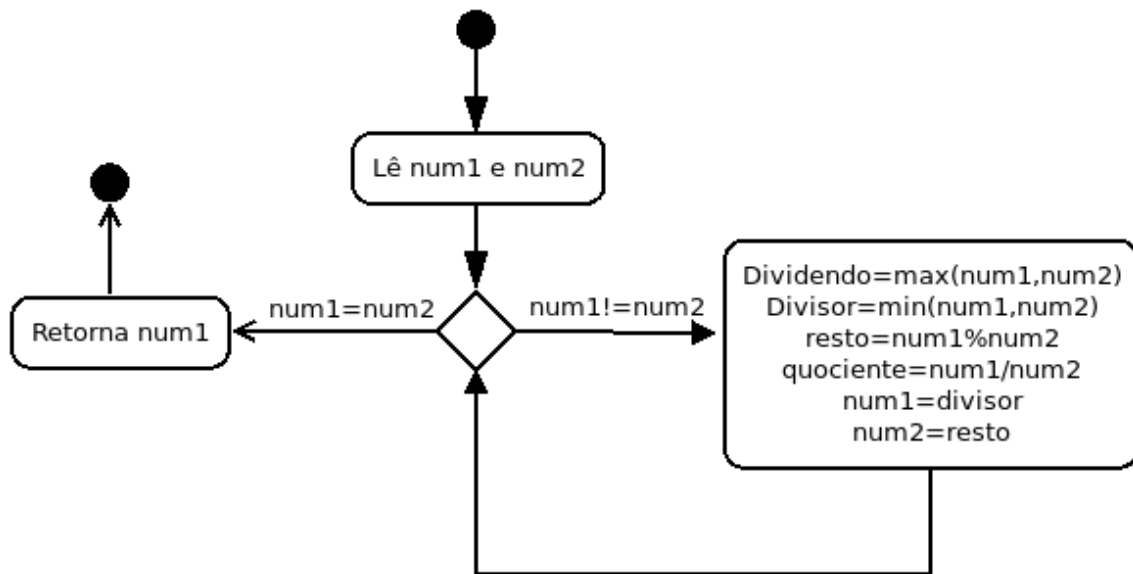 Lê num1 e num2
num1=num2
num1!=num2
Retorna num1
Dividendo=max(num1,num2)
Divisor=min(num1,num2)
resto=num1%num2
quociente=num1/num2
num1=divisor
num2=resto